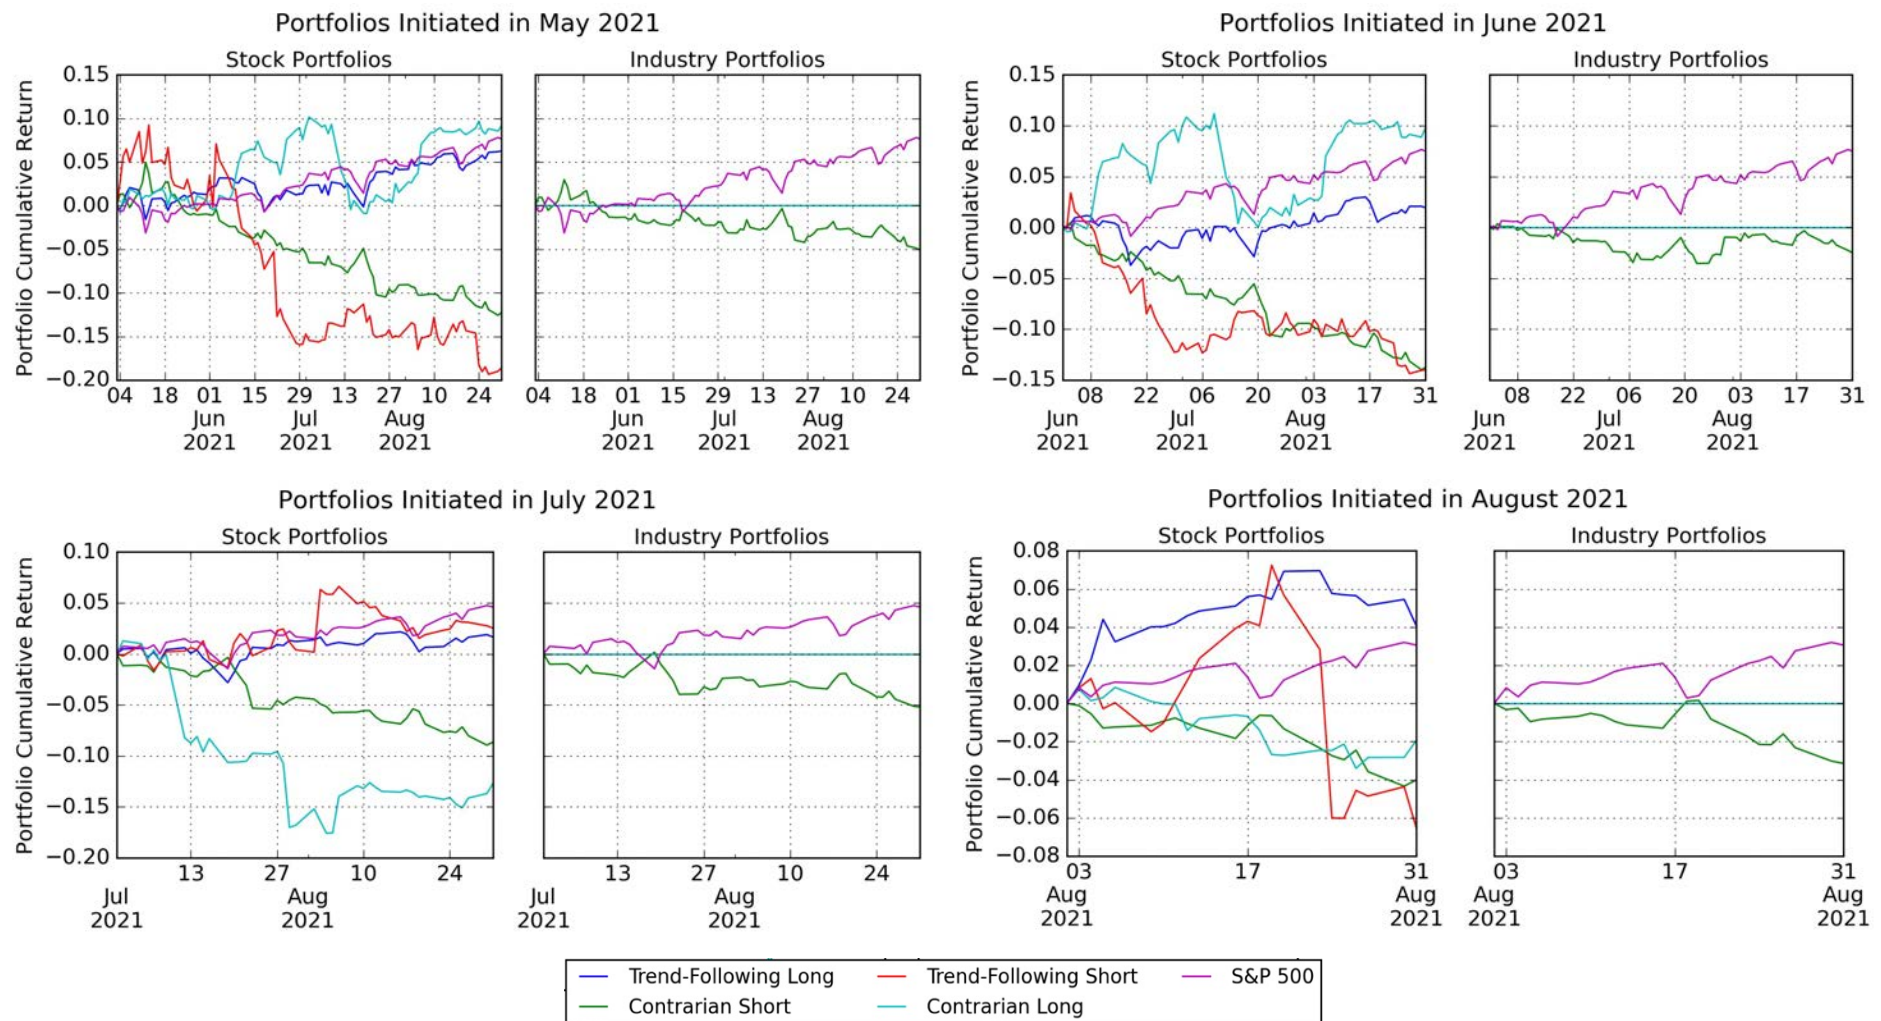 Portfolios Initiated in May 2021
Stock Portfolios
Industry Portfolios
Portfolio Cumulative Return
0.15
0.10
0.05
0.00
−0.05
−0.10
−0.15
−0.20
04 18 01 15 29 13 27 10 24
Jun Jul Aug
2021 2021 2021
04 18 01 15 29 13 27 10 24
Jun Jul Aug
2021 2021 2021
Portfolios Initiated in June 2021
Stock Portfolios
Industry Portfolios
Portfolio Cumulative Return
0.15
0.10
0.05
0.00
−0.05
−0.10
−0.15
08 22 06 20 03 17 31
Jun Jul Aug
2021 2021 2021
08 22 06 20 03 17 31
Jun Jul Aug
2021 2021 2021
Portfolios Initiated in July 2021
Stock Portfolios
Industry Portfolios
Portfolio Cumulative Return
0.10
0.05
0.00
−0.05
−0.10
−0.15
−0.20
13 27 10 24
Jul Aug
2021 2021
13 27 10 24
Jul Aug
2021 2021
Portfolios Initiated in August 2021
Stock Portfolios
Industry Portfolios
Portfolio Cumulative Return
0.08
0.06
0.04
0.02
0.00
−0.02
−0.04
−0.06
−0.08
03 17 31
Aug Aug
2021 2021
03 17 31
Aug Aug
2021 2021
Trend-Following Long Trend-Following Short S&P 500
Contrarian Short Contrarian Long